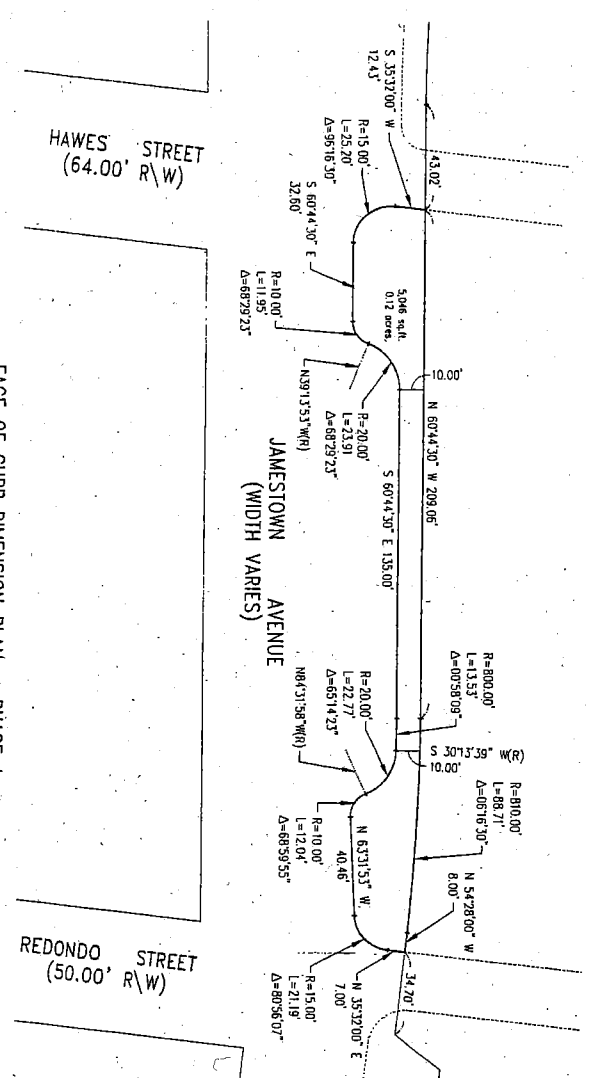 S 35°32'00" W
12.43'
43.02'
HAWES STREET
(64.00' R\W)
R=15.00'
L=25.20'
Δ=96°16'30"
S 60°44'30" E
32.60'
5,046 sq.ft.
0.12 acres.
R=10.00'
L=11.95'
Δ=68°29'23"
10.00'
R=20.00'
L=23.91
Δ=68°29'23"
N39°13'53"W(R)
N 60°44'30" W 209.06'
S 60°44'30" E 135.00'
JAMESTOWN AVENUE
(WIDTH VARIES)
R=800.00'
L=13.53'
Δ=00°58'09"
R=20.00'
L=22.77'
Δ=65°14'23"
N84°31'58"W(R)
S 30°13'39" W(R)
10.00'
R=810.00'
L=88.71'
Δ=06°16'30"
R=10.00'
L=12.04'
Δ=68°59'55"
N 63°31'53" W
40.46'
N 54°28'00" W
8.00'
34.70'
N 35°32'00" E
7.00'
R=15.00'
L=21.19'
Δ=80°56'07"
REDONDO STREET
(50.00' R\W)